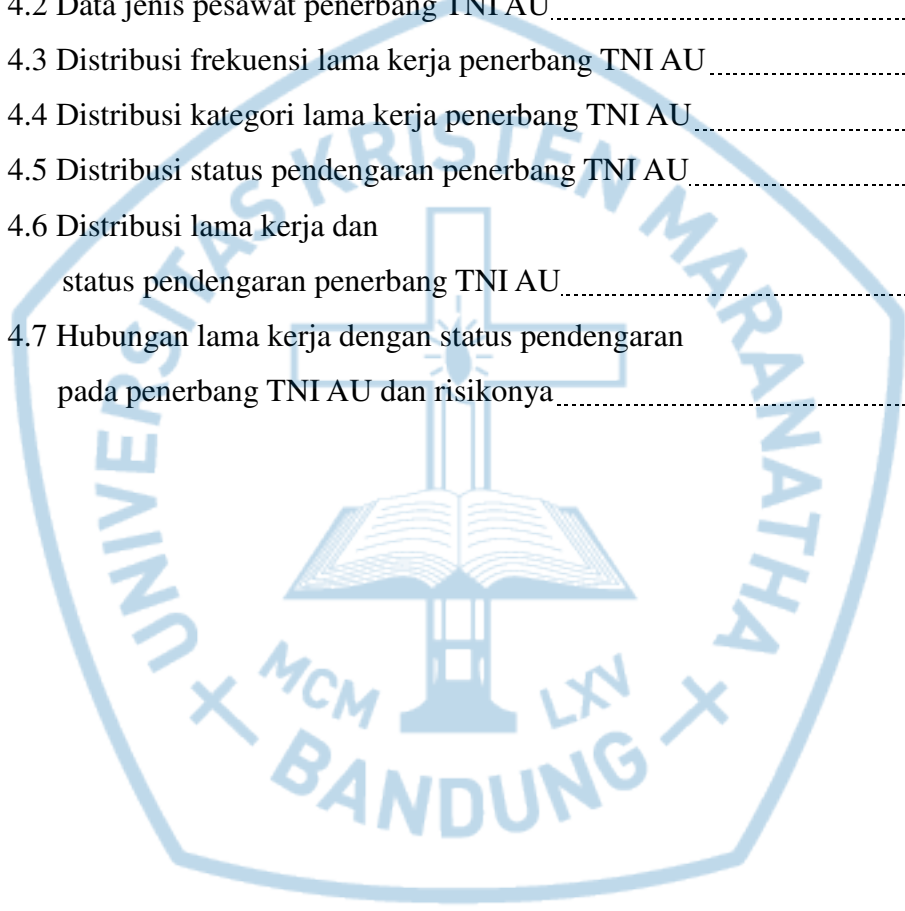 4.2 Data jenis pesawat penerbang TNI AU
4.3 Distribusi frekuensi lama kerja penerbang TNI AU
4.4 Distribusi kategori lama kerja penerbang TNI AU
4.5 Distribusi status pendengaran penerbang TNI AU
4.6 Distribusi lama kerja dan
status pendengaran penerbang TNI AU
4.7 Hubungan lama kerja dengan status pendengaran
pada penerbang TNI AU dan risikonya
UNIVERSITAS KRISTEN MARANATHA
MCM LXV
BANDUNG